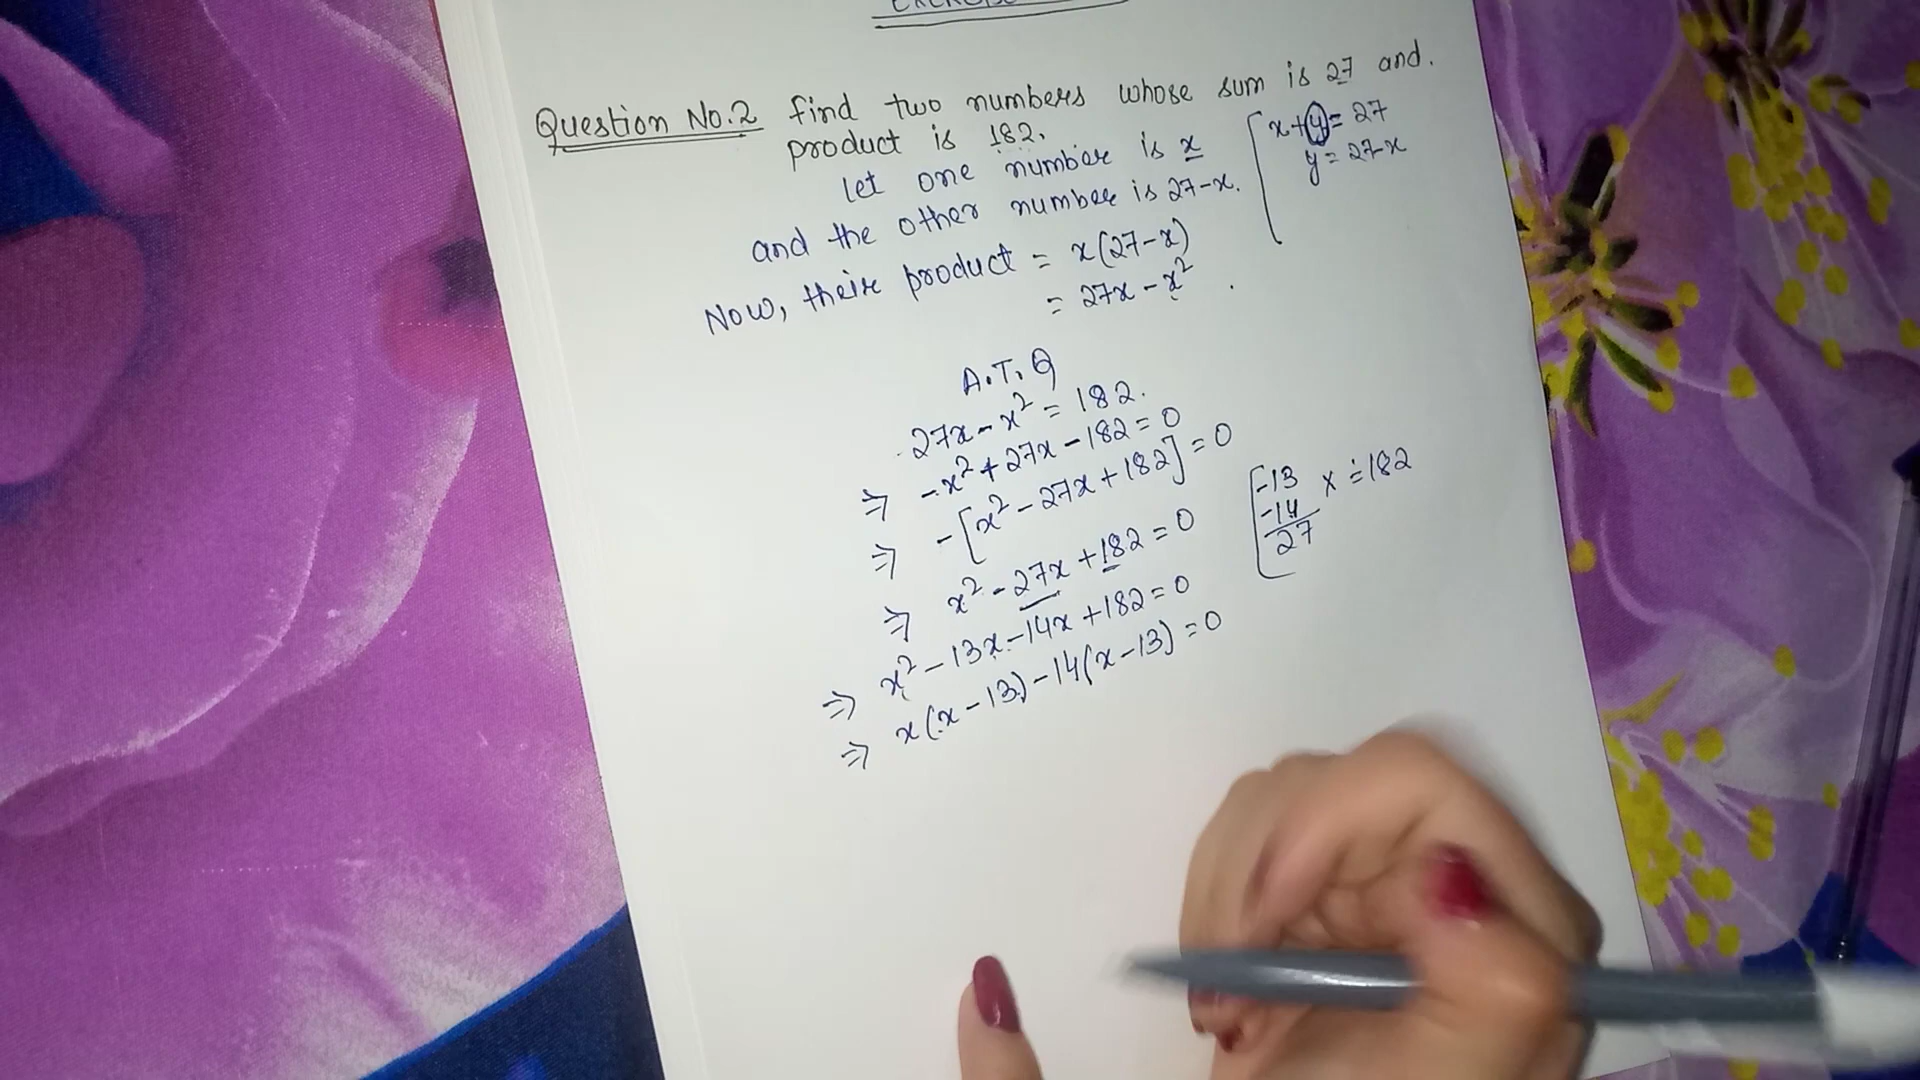 Question No.2 find two numbers whose sum is 27 and.
product is 182.
let one number is x
and the other number is 27-x.
[x+y = 27
y = 27-x
Now, their product = x(27-x)
= 27x - x²
A.T.Q
27x - x² = 182.
⇒ -x² + 27x - 182 = 0
⇒ -[x² - 27x + 182] = 0
⇒ x² - 27x + 182 = 0
[-13 x = 182
-14
27
⇒ x² - 13x - 14x + 182 = 0
⇒ x(x - 13) - 14(x - 13) = 0